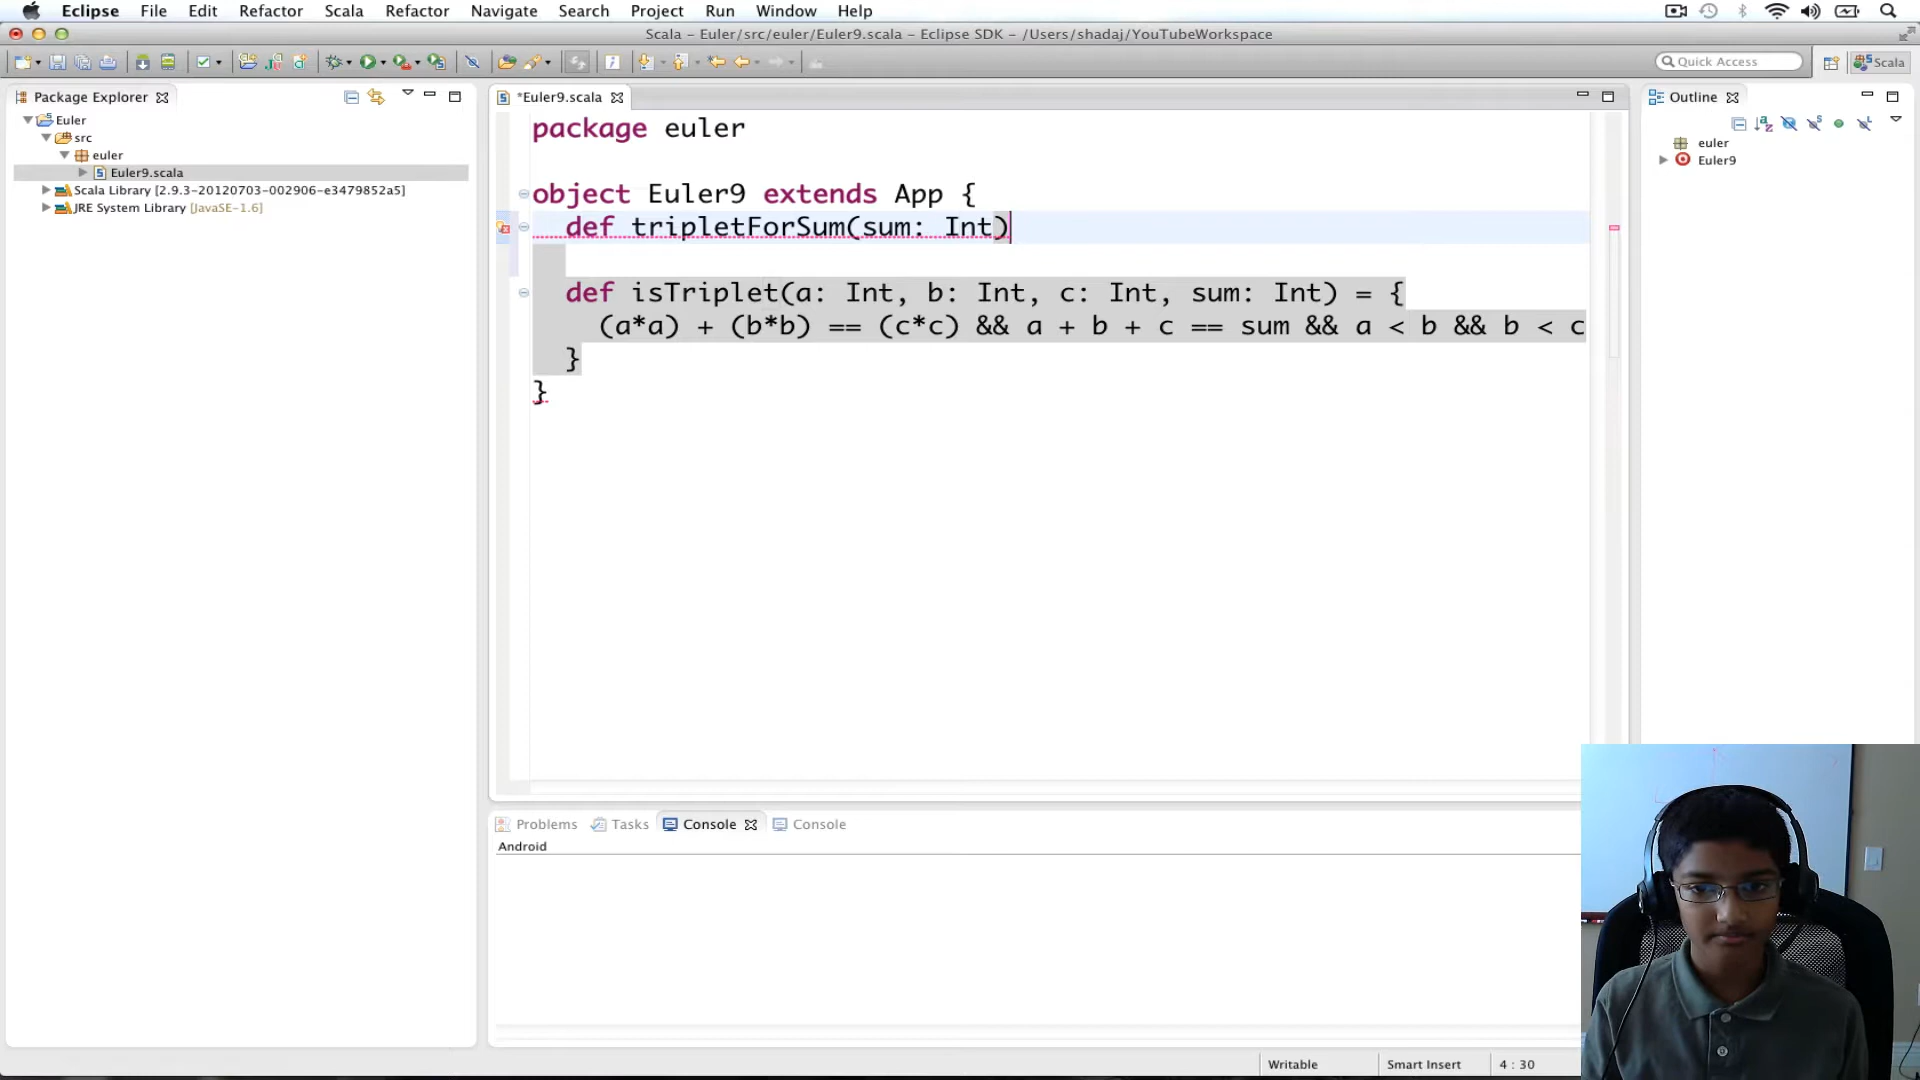 Eclipse File Edit Refactor Scala Refactor Navigate Search Project Run Window Help
Scala – Euler/src/euler/Euler9.scala – Eclipse SDK – /Users/shadaj/YouTubeWorkspace
Quick Access
Scala
Package Explorer
Euler
src
euler
Euler9.scala
Scala Library [2.9.3-20120703-002906-e3479852a5]
JRE System Library [JavaSE-1.6]
*Euler9.scala
package euler
object Euler9 extends App {
def tripletForSum(sum: Int)
def isTriplet(a: Int, b: Int, c: Int, sum: Int) = {
(a*a) + (b*b) == (c*c) && a + b + c == sum && a < b && b < c
}
}
Outline
euler
Euler9
Problems Tasks Console Console
Android
Writable Smart Insert 4 : 30